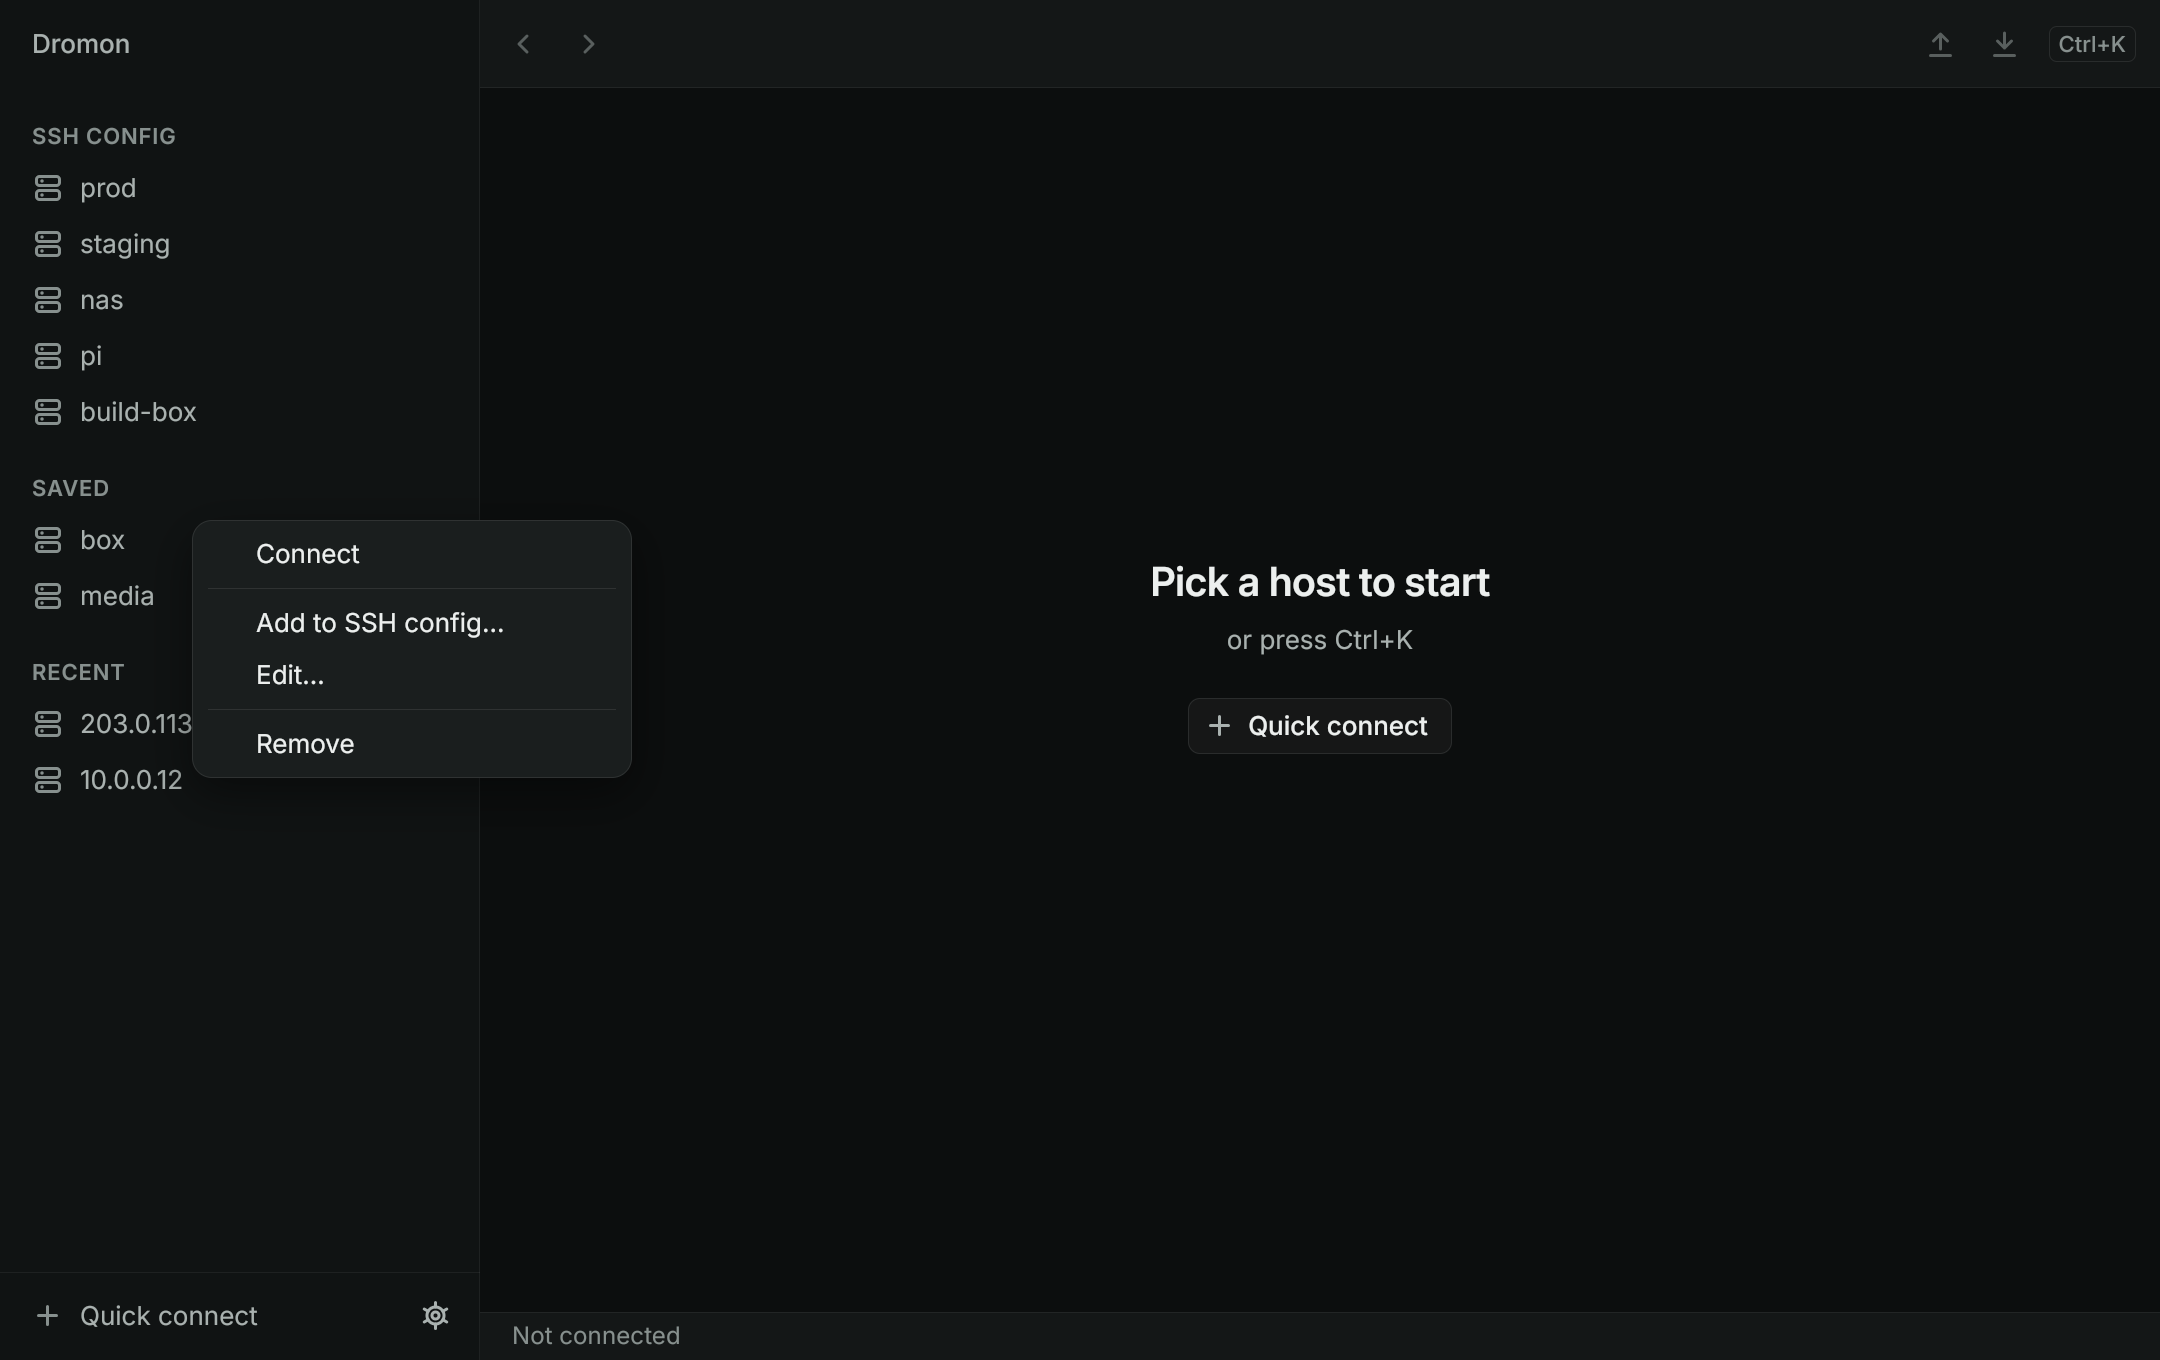 Dromon
Ctrl+K
SSH CONFIG
prod
staging
nas
pi
build-box
SAVED
box
media
RECENT
203.0.113
10.0.0.12
Connect
Add to SSH config...
Edit...
Remove
Pick a host to start
or press Ctrl+K
Quick connect
Quick connect
Not connected